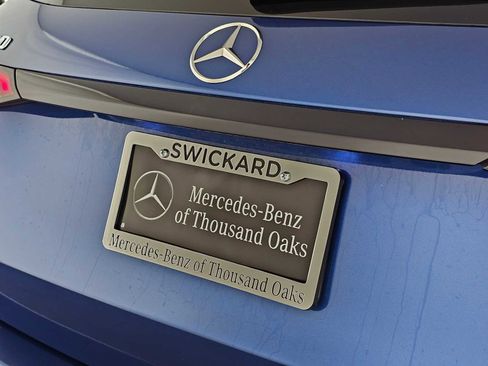 SWICKARD
Mercedes-Benz
of Thousand Oaks
Mercedes-Benz of Thousand Oaks